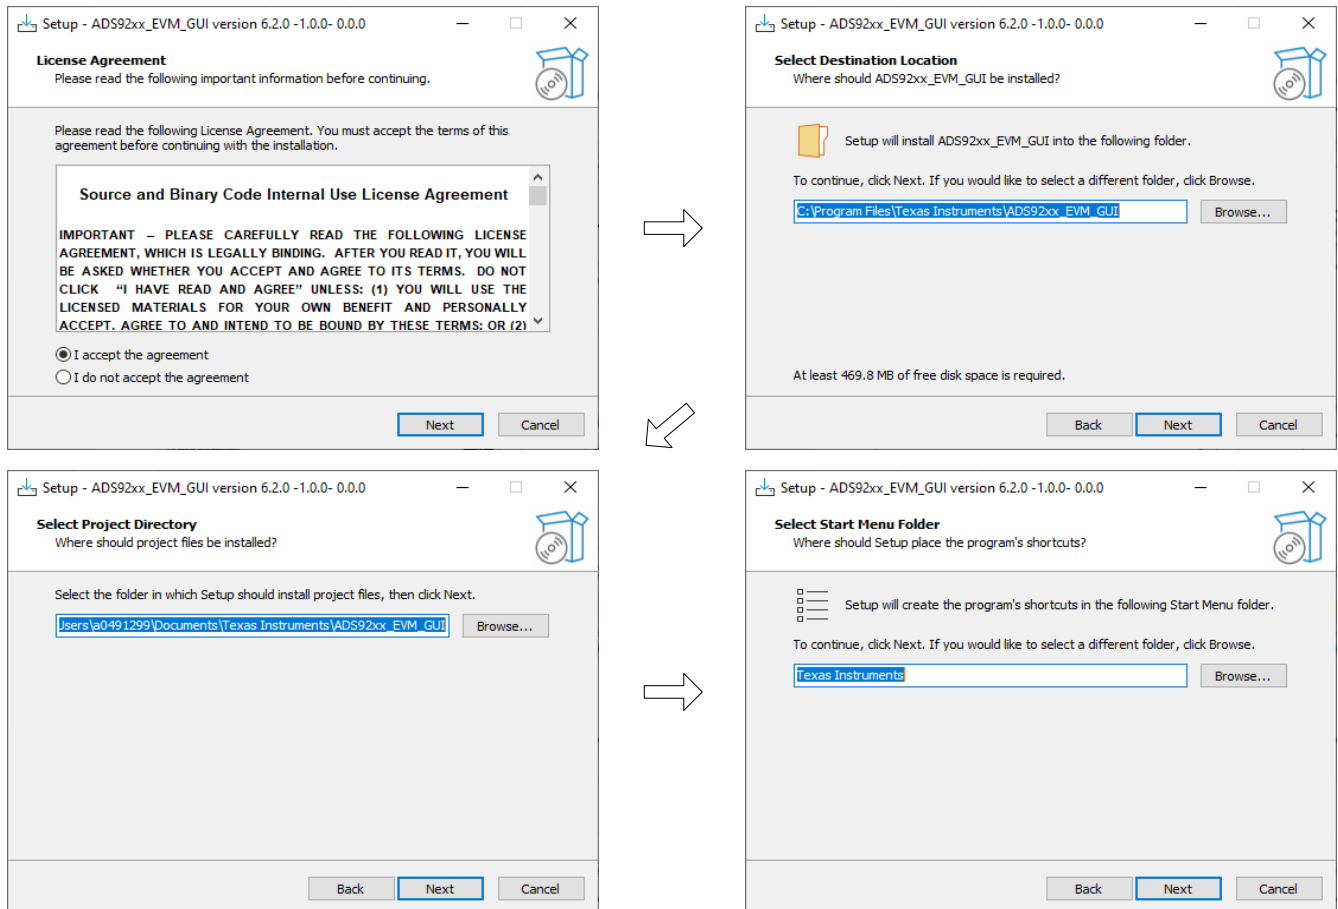 Setup - ADS92xx_EVM_GUI version 6.2.0 -1.0.0- 0.0.0
License Agreement
Please read the following important information before continuing.
Please read the following License Agreement. You must accept the terms of this
agreement before continuing with the installation.
Source and Binary Code Internal Use License Agreement
IMPORTANT – PLEASE CAREFULLY READ THE FOLLOWING LICENSE
AGREEMENT, WHICH IS LEGALLY BINDING. AFTER YOU READ IT, YOU WILL
BE ASKED WHETHER YOU ACCEPT AND AGREE TO ITS TERMS. DO NOT
CLICK “I HAVE READ AND AGREE” UNLESS: (1) YOU WILL USE THE
LICENSED MATERIALS FOR YOUR OWN BENEFIT AND PERSONALLY
ACCEPT, AGREE TO AND INTEND TO BE BOUND BY THESE TERMS; OR (2)
I accept the agreement
I do not accept the agreement
Next
Cancel
Setup - ADS92xx_EVM_GUI version 6.2.0 -1.0.0- 0.0.0
Select Destination Location
Where should ADS92xx_EVM_GUI be installed?
Setup will install ADS92xx_EVM_GUI into the following folder.
To continue, click Next. If you would like to select a different folder, click Browse.
C:\Program Files\Texas Instruments\ADS92xx_EVM_GUI
Browse...
At least 469.8 MB of free disk space is required.
Back
Next
Cancel
Setup - ADS92xx_EVM_GUI version 6.2.0 -1.0.0- 0.0.0
Select Project Directory
Where should project files be installed?
Select the folder in which Setup should install project files, then click Next.
Users\a0491299\Documents\Texas Instruments\ADS92xx_EVM_GUI
Browse...
Back
Next
Cancel
Setup - ADS92xx_EVM_GUI version 6.2.0 -1.0.0- 0.0.0
Select Start Menu Folder
Where should Setup place the program's shortcuts?
Setup will create the program's shortcuts in the following Start Menu folder.
To continue, click Next. If you would like to select a different folder, click Browse.
Texas Instruments
Browse...
Back
Next
Cancel